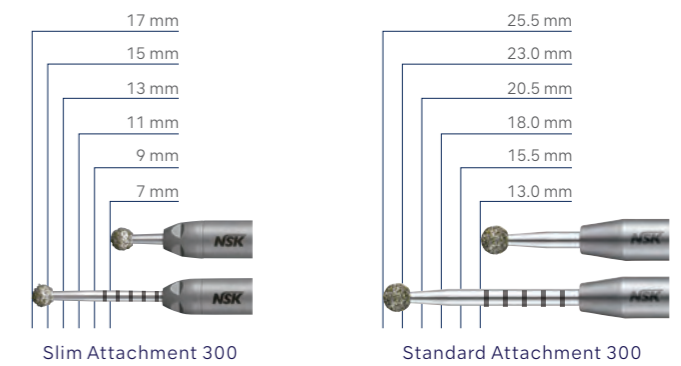 17 mm
15 mm
13 mm
11 mm
9 mm
7 mm
NSK
NSK
Slim Attachment 300
25.5 mm
23.0 mm
20.5 mm
18.0 mm
15.5 mm
13.0 mm
NSK
NSK
Standard Attachment 300